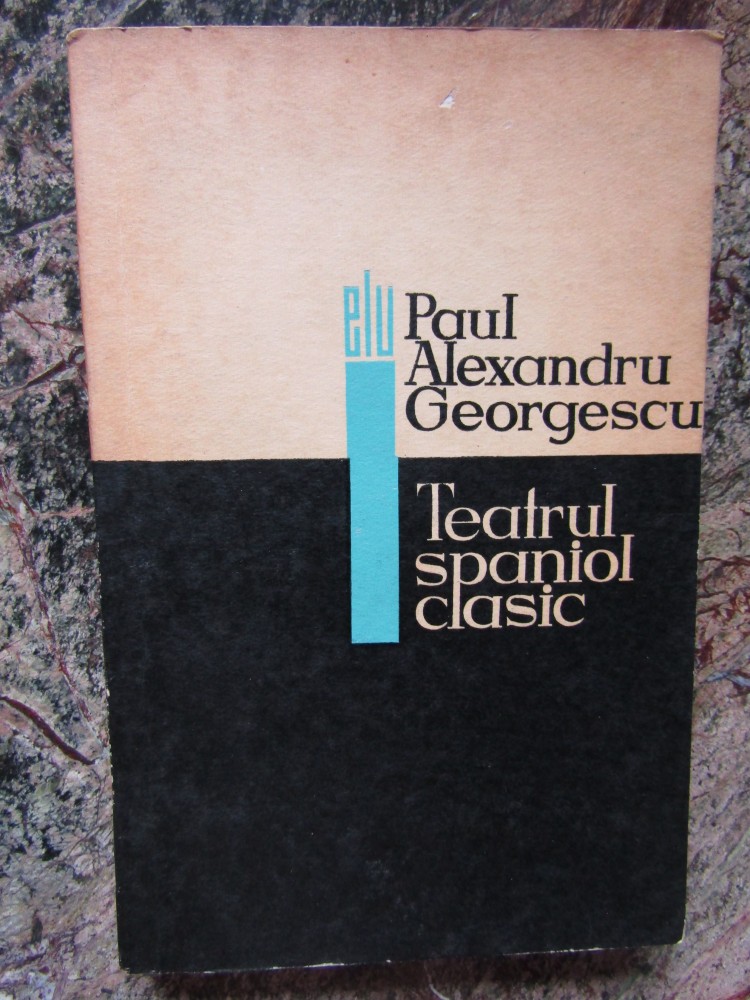 elu
Paul
Alexandru
Georgescu
Teatrul
spaniol
clasic